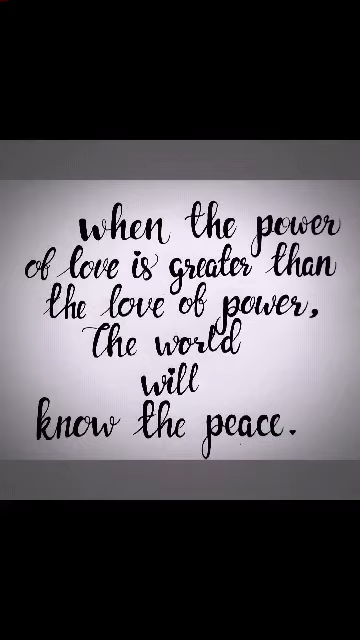 when the power
of love is greater than
the love of power,
The world
will
know the peace.